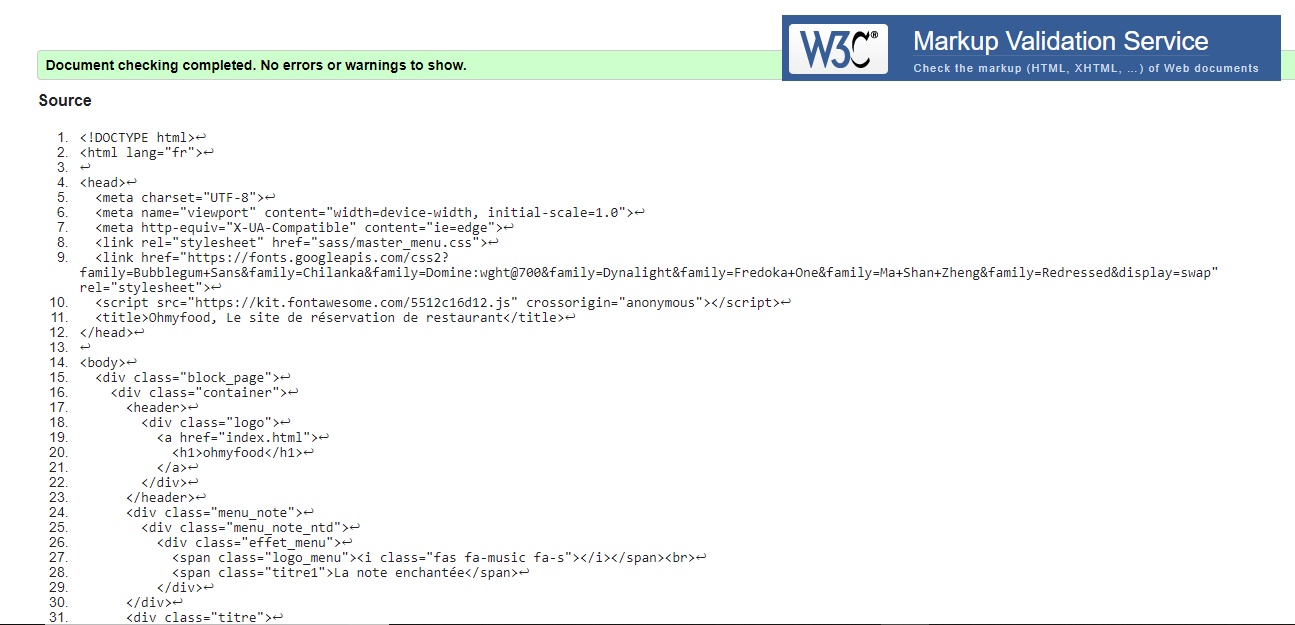 W3C®
Markup Validation Service
Check the markup (HTML, XHTML, …) of Web documents
Document checking completed. No errors or warnings to show.
Source
1. <!DOCTYPE html>↩
2. <html lang="fr">↩
3. ↩
4. <head>↩
5.   <meta charset="UTF-8">↩
6.   <meta name="viewport" content="width=device-width, initial-scale=1.0">↩
7.   <meta http-equiv="X-UA-Compatible" content="ie=edge">↩
8.   <link rel="stylesheet" href="sass/master_menu.css">↩
9.   <link href="https://fonts.googleapis.com/css2?
family=Bubblegum+Sans&family=Chilanka&family=Domine:wght@700&family=Dynalight&family=Fredoka+One&family=Ma+Shan+Zheng&family=Redressed&display=swap"
rel="stylesheet">↩
10.   <script src="https://kit.fontawesome.com/5512c16d12.js" crossorigin="anonymous"></script>↩
11.   <title>Ohmyfood, Le site de réservation de restaurant</title>↩
12. </head>↩
13. ↩
14. <body>↩
15.   <div class="block_page">↩
16.     <div class="container">↩
17.       <header>↩
18.         <div class="logo">↩
19.           <a href="index.html">↩
20.             <h1>ohmyfood</h1>↩
21.           </a>↩
22.         </div>↩
23.       </header>↩
24.       <div class="menu_note">↩
25.         <div class="menu_note_ntd">↩
26.           <div class="effet_menu">↩
27.             <span class="logo_menu"><i class="fas fa-music fa-s"></i></span><br>↩
28.             <span class="titre1">La note enchantée</span>↩
29.           </div>↩
30.       </div>↩
31.       <div class="titre">↩